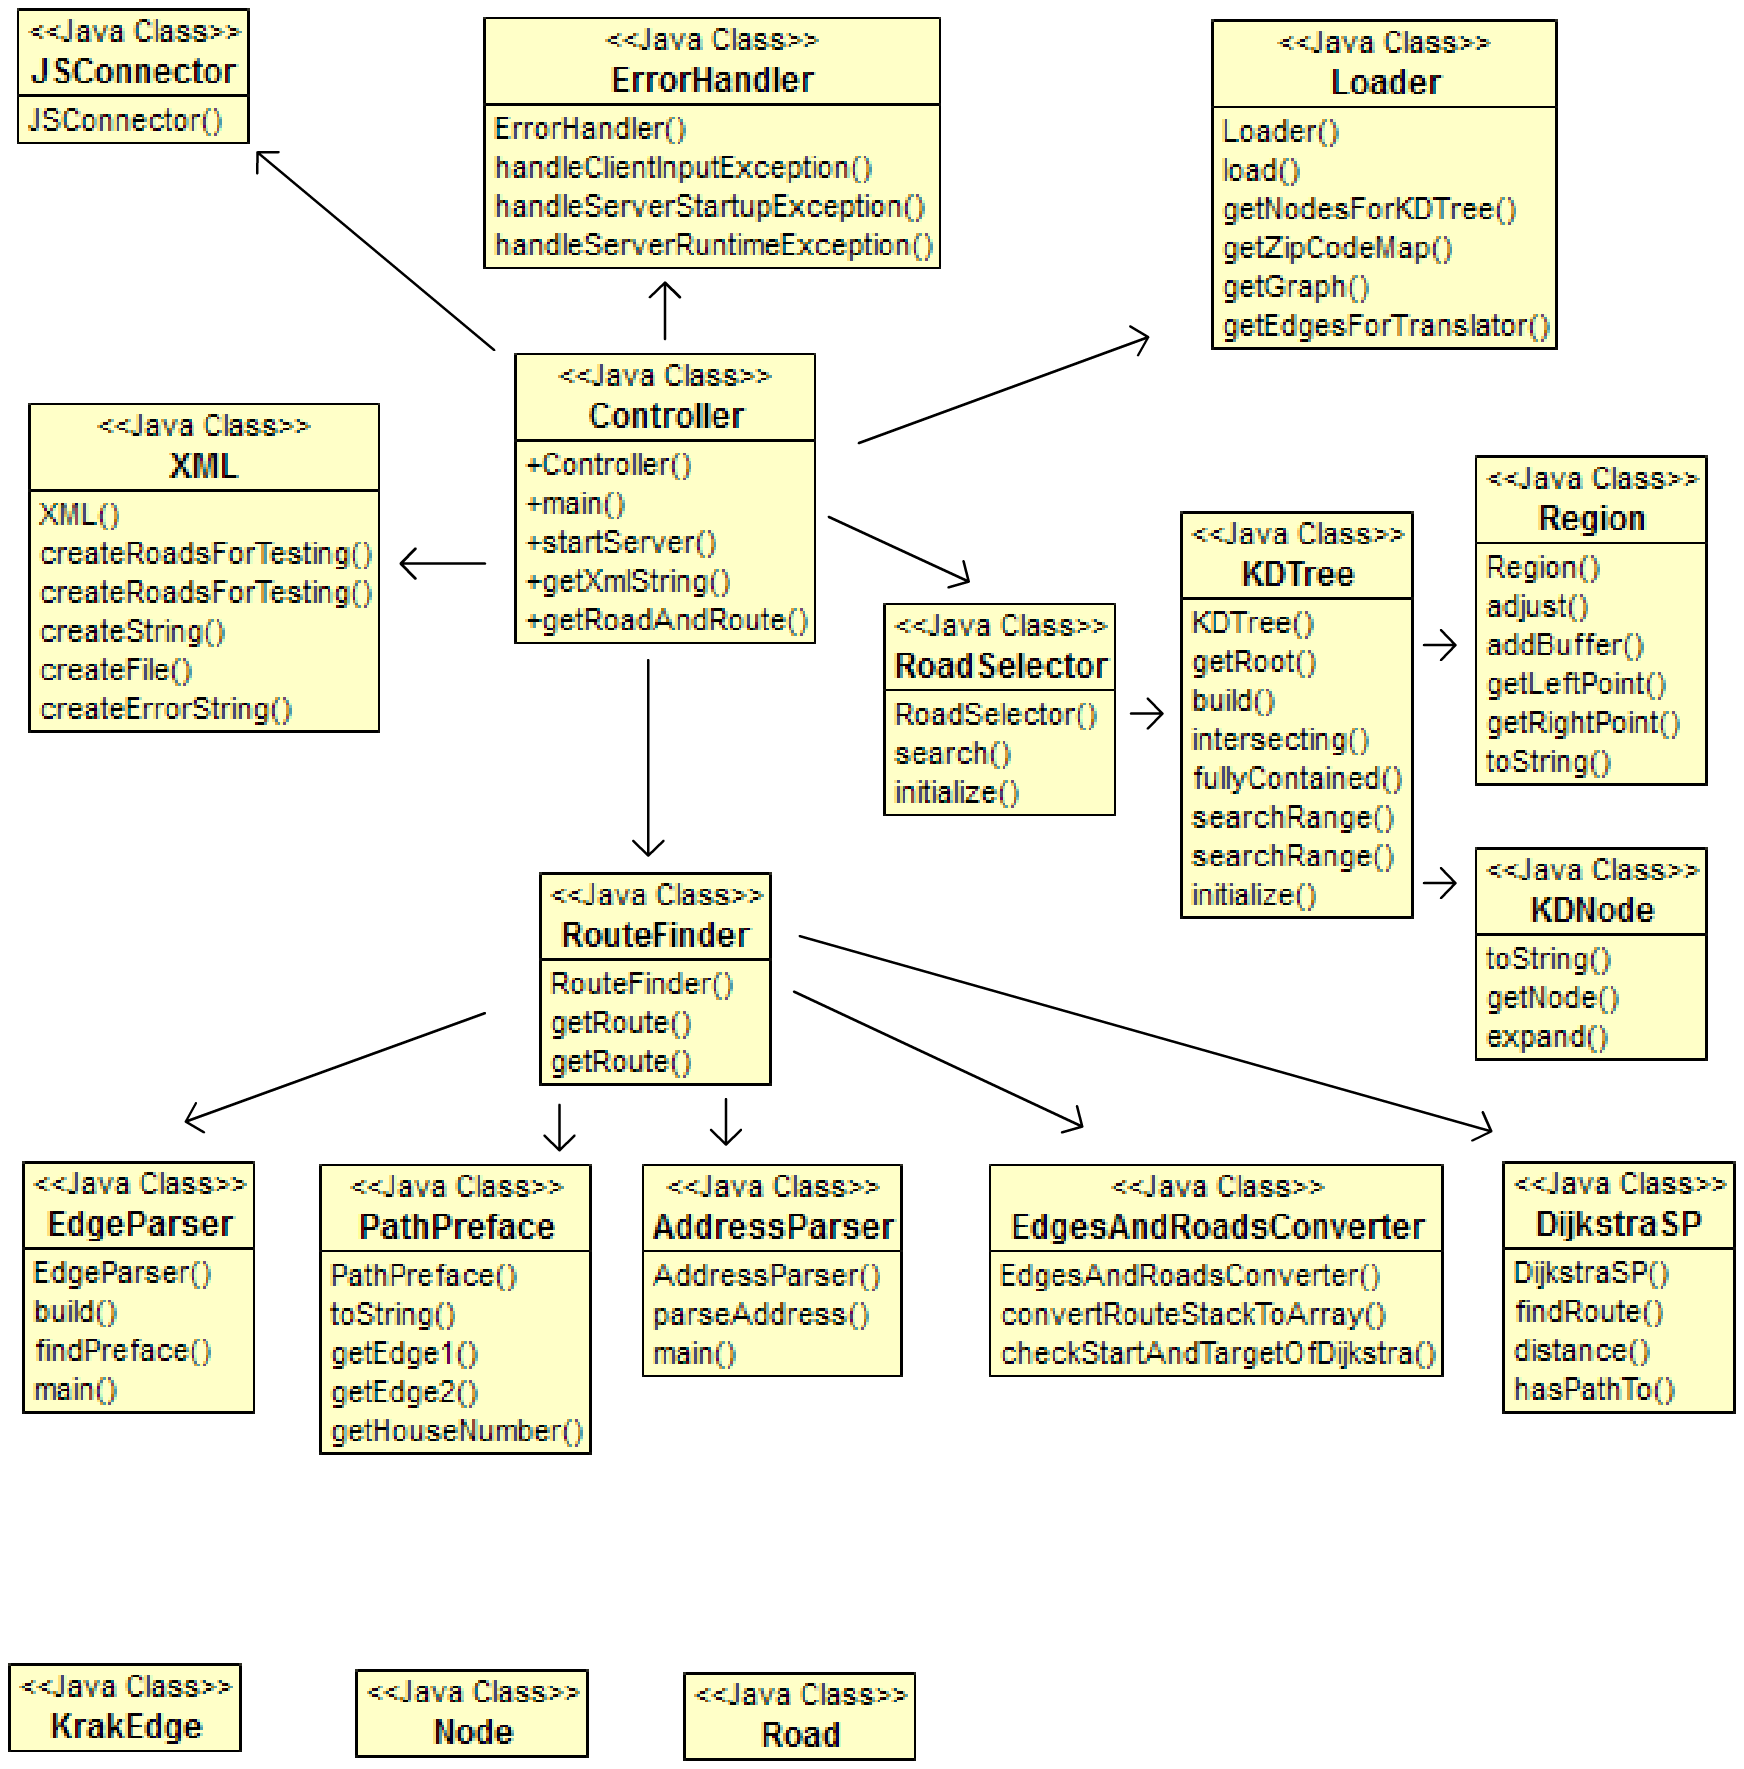 <<Java Class>>
JSConnector
JSConnector()
<<Java Class>>
ErrorHandler
ErrorHandler()
handleClientInputException()
handleServerStartupException()
handleServerRuntimeException()
<<Java Class>>
Loader
Loader()
load()
getNodesForKDTree()
getZipCodeMap()
getGraph()
getEdgesForTranslator()
<<Java Class>>
Controller
+Controller()
+main()
+startServer()
+getXmlString()
+getRoadAndRoute()
<<Java Class>>
XML
XML()
createRoadsForTesting()
createRoadsForTesting()
createString()
createFile()
createErrorString()
<<Java Class>>
RoadSelector
RoadSelector()
search()
initialize()
<<Java Class>>
KDTree
KDTree()
getRoot()
build()
intersecting()
fullyContained()
searchRange()
searchRange()
initialize()
<<Java Class>>
Region
Region()
adjust()
addBuffer()
getLeftPoint()
getRightPoint()
toString()
<<Java Class>>
KDNode
toString()
getNode()
expand()
<<Java Class>>
RouteFinder
RouteFinder()
getRoute()
getRoute()
<<Java Class>>
EdgeParser
EdgeParser()
build()
findPreface()
main()
<<Java Class>>
PathPreface
PathPreface()
toString()
getEdge1()
getEdge2()
getHouseNumber()
<<Java Class>>
AddressParser
AddressParser()
parseAddress()
main()
<<Java Class>>
EdgesAndRoadsConverter
EdgesAndRoadsConverter()
convertRouteStackToArray()
checkStartAndTargetOfDijkstra()
<<Java Class>>
DijkstraSP
DijkstraSP()
findRoute()
distance()
hasPathTo()
<<Java Class>>
KrakEdge
<<Java Class>>
Node
<<Java Class>>
Road